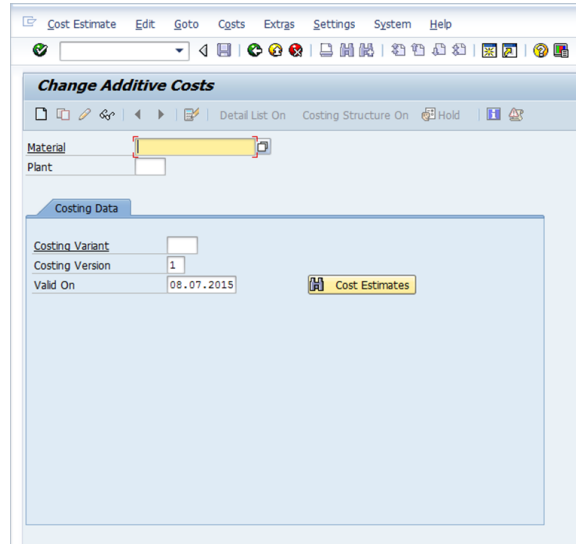 Cost Estimate Edit Goto Costs Extras Settings System Help
Change Additive Costs
Detail List On Costing Structure On Hold
Material
Plant
Costing Data
Costing Variant
Costing Version 1
Valid On 08.07.2015 Cost Estimates